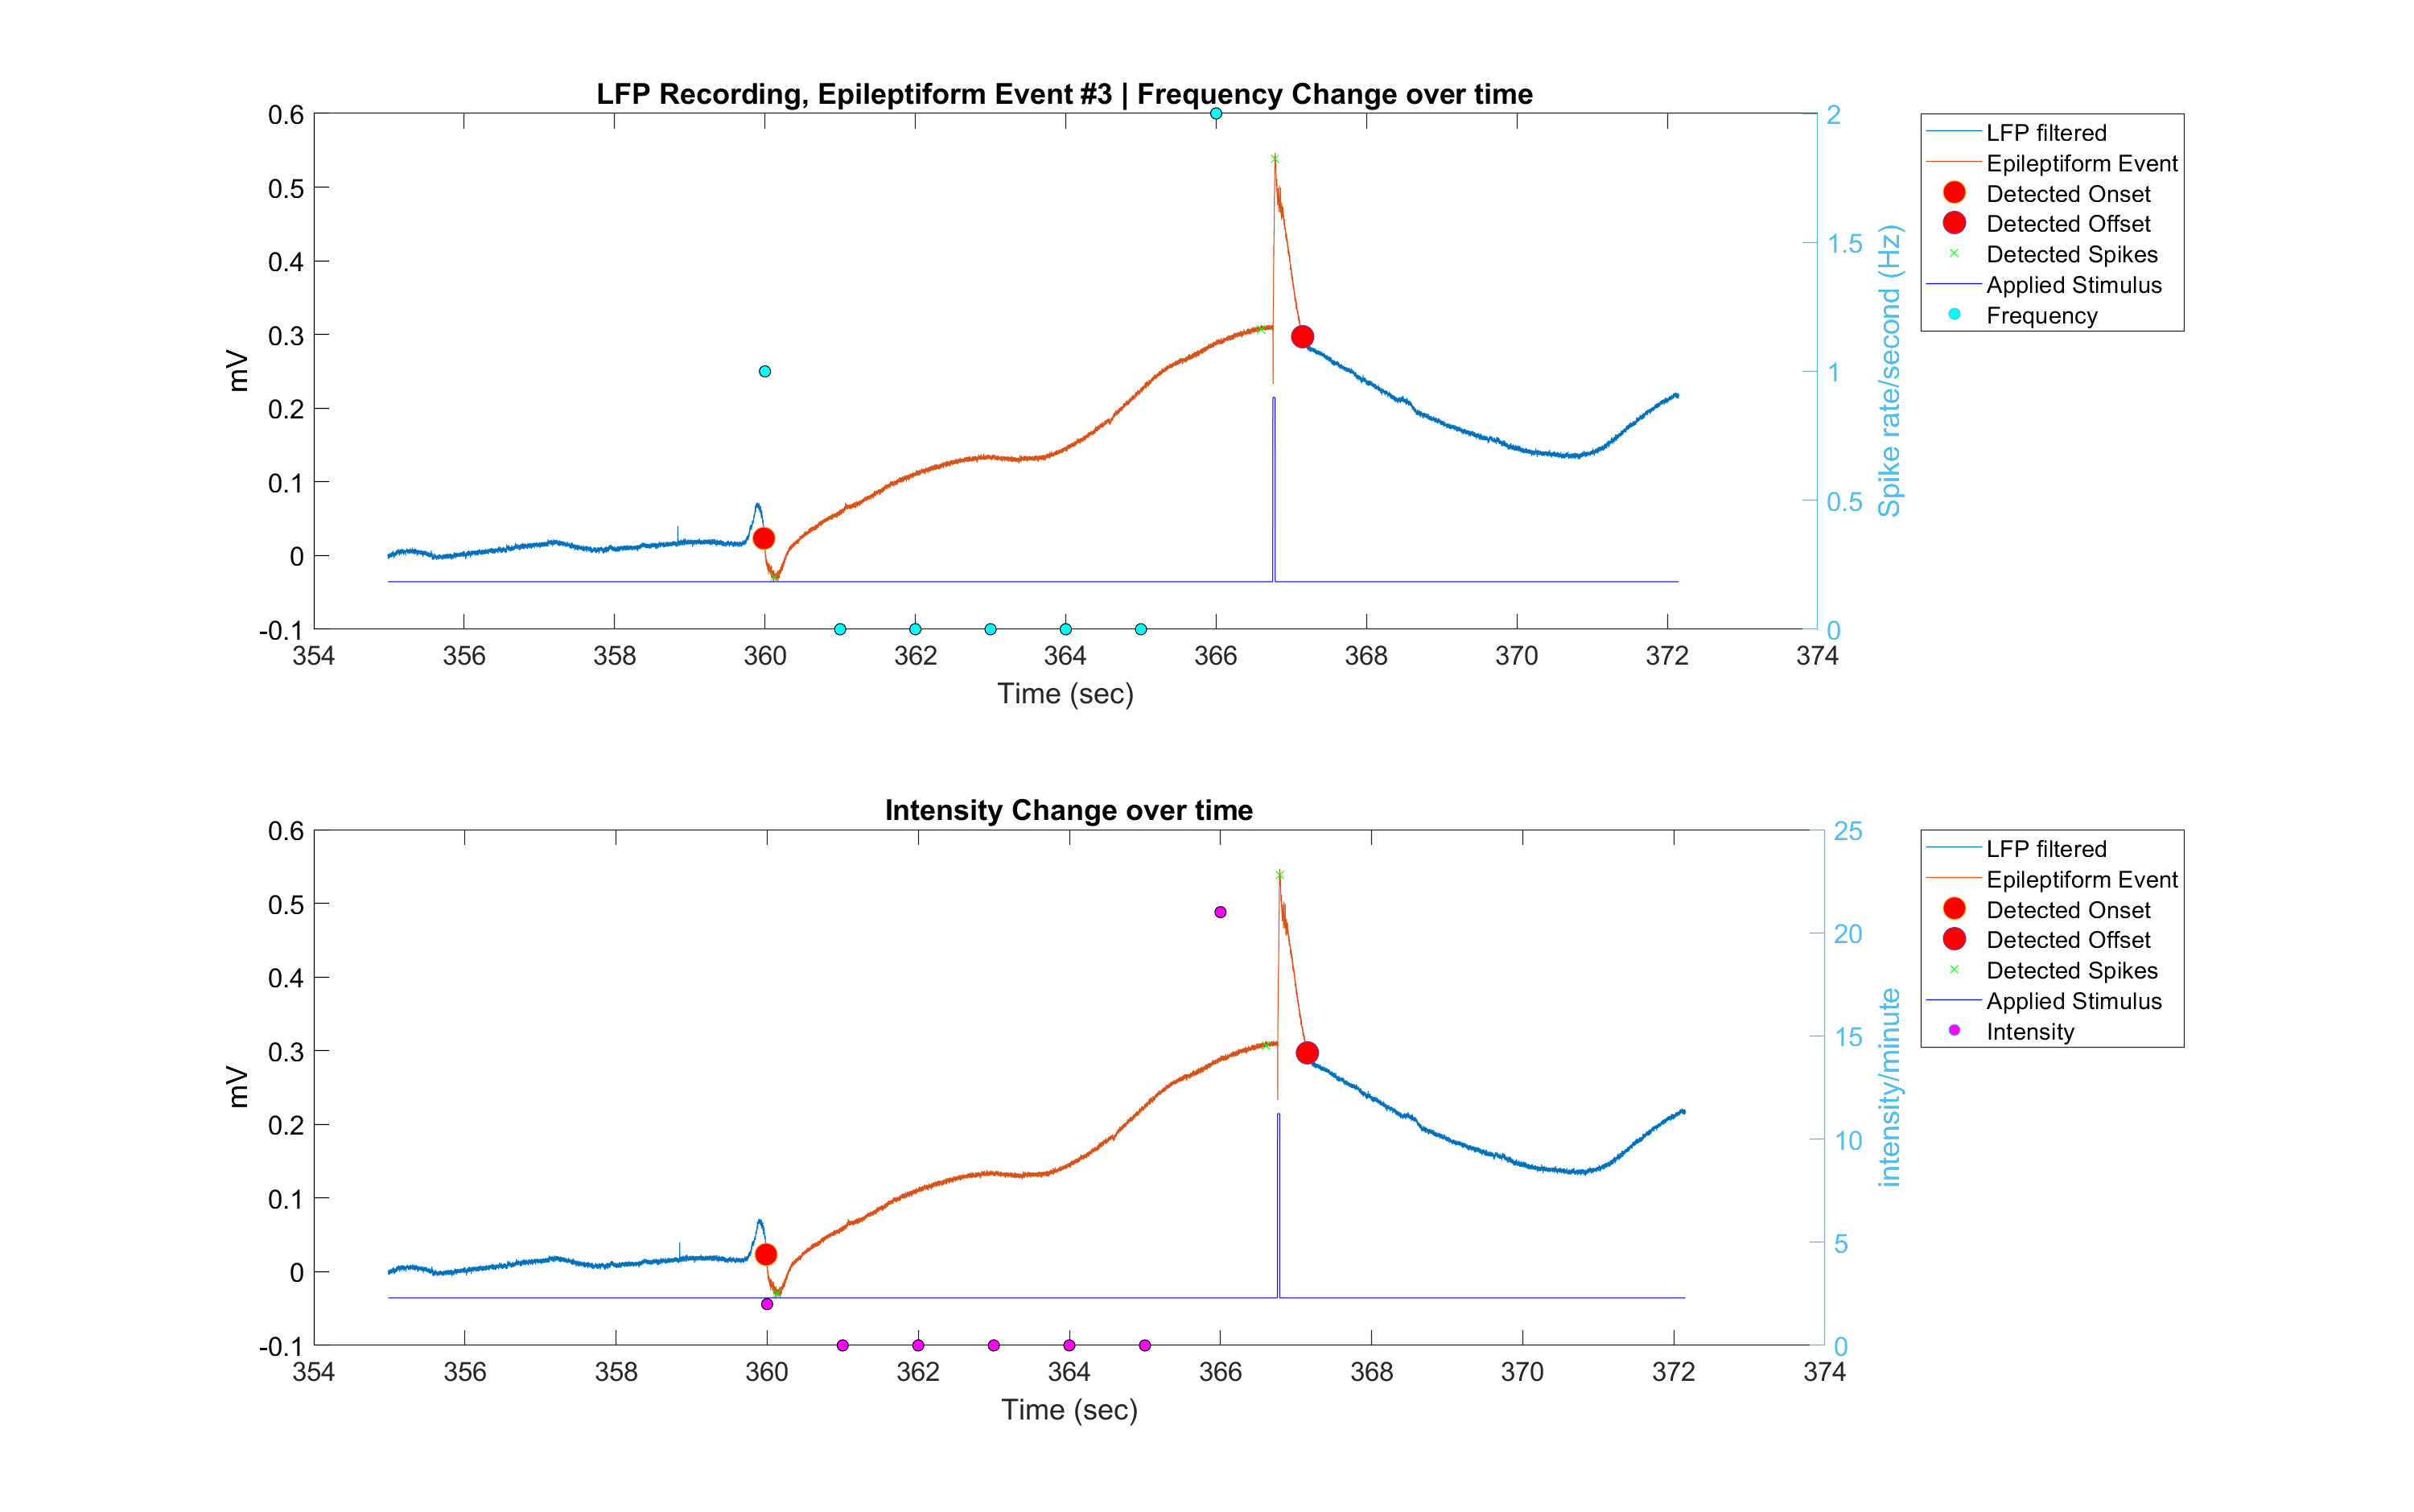 LFP Recording, Epileptiform Event #3 | Frequency Change over time
0.6
0.5
0.4
0.3
0.2
0.1
0
-0.1
mV
354 356 358 360 362 364 366 368 370 372 374
Time (sec)
2
1.5
1
0.5
0
Spike rate/second (Hz)
LFP filtered
Epileptiform Event
Detected Onset
Detected Offset
Detected Spikes
Applied Stimulus
Frequency
Intensity Change over time
0.6
0.5
0.4
0.3
0.2
0.1
0
-0.1
mV
354 356 358 360 362 364 366 368 370 372 374
Time (sec)
25
20
15
10
5
0
intensity/minute
LFP filtered
Epileptiform Event
Detected Onset
Detected Offset
Detected Spikes
Applied Stimulus
Intensity